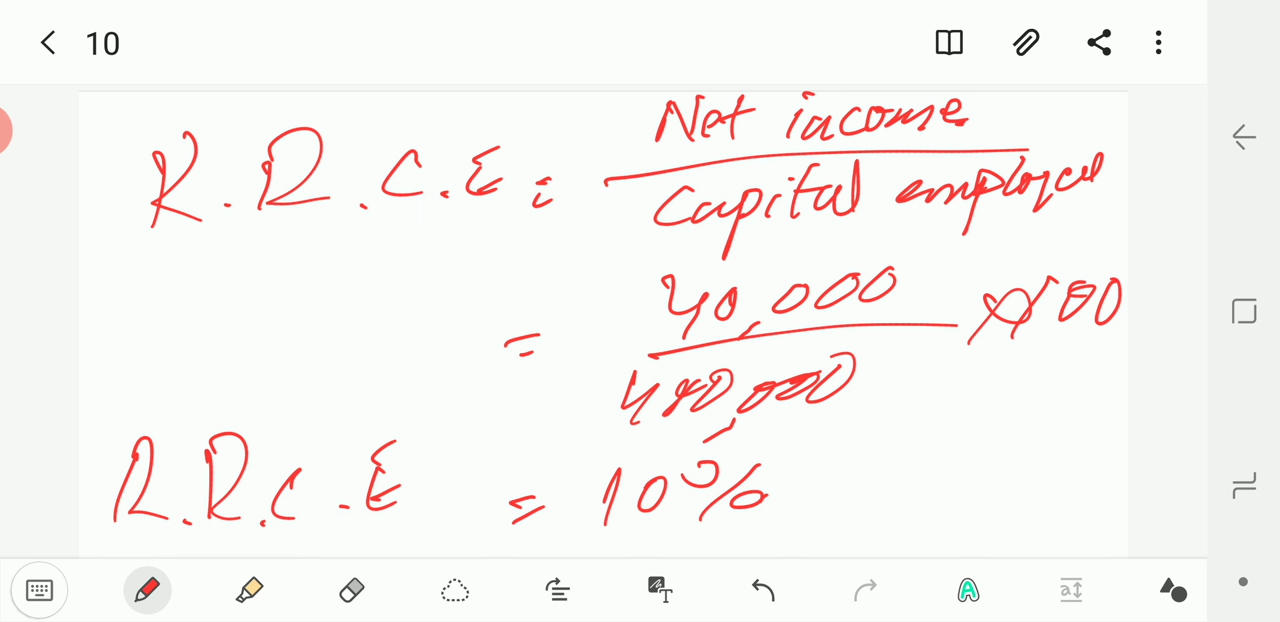 10
R.R.C.E = Net income
Capital employed
= 40,000 × 100
400,000
R.R.C.E = 10%